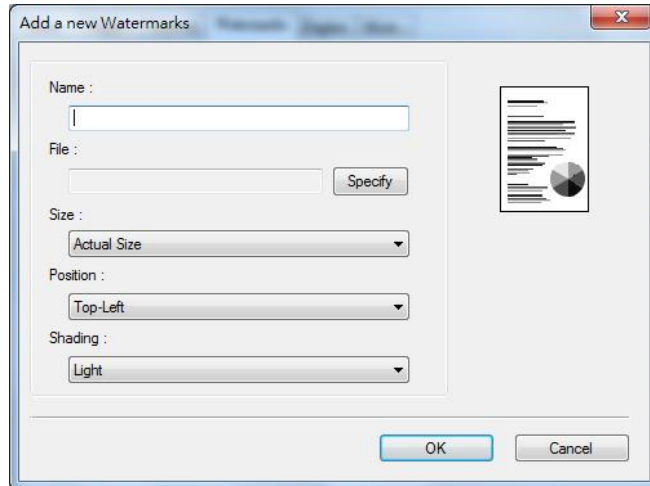 Add a new Watermarks
Name :
File :
Specify
Size :
Actual Size
Position :
Top-Left
Shading :
Light
OK
Cancel